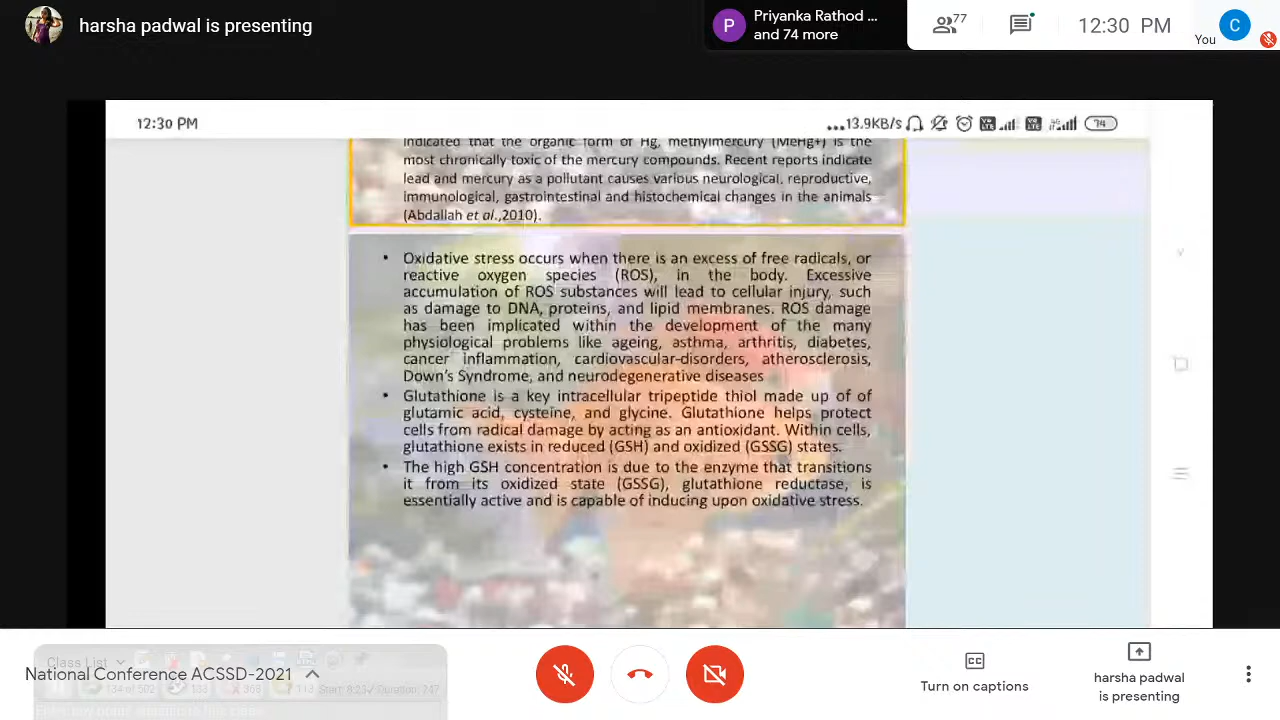 harsha padwal is presenting
P
Priyanka Rathod ...
and 74 more
77
12:30 PM
You
C
12:30 PM
...13.9KB/s
74
indicated that the organic form of Hg, methylmercury (MeHg+) is the
most chronically toxic of the mercury compounds. Recent reports indicate
lead and mercury as a pollutant causes various neurological, reproductive,
immunological, gastrointestinal and histochemical changes in the animals
(Abdallah et al.,2010).
• Oxidative stress occurs when there is an excess of free radicals, or
reactive oxygen species (ROS), in the body. Excessive
accumulation of ROS substances will lead to cellular injury, such
as damage to DNA, proteins, and lipid membranes. ROS damage
has been implicated within the development of the many
physiological problems like ageing, asthma, arthritis, diabetes,
cancer inflammation, cardiovascular-disorders, atherosclerosis,
Down's Syndrome, and neurodegenerative diseases
• Glutathione is a key intracellular tripeptide thiol made up of of
glutamic acid, cysteine, and glycine. Glutathione helps protect
cells from radical damage by acting as an antioxidant. Within cells,
glutathione exists in reduced (GSH) and oxidized (GSSG) states.
• The high GSH concentration is due to the enzyme that transitions
it from its oxidized state (GSSG), glutathione reductase, is
essentially active and is capable of inducing upon oxidative stress.
Class List
National Conference ACSSD-2021
134 of 502
Start: 8:23
Duration:
CC
Turn on captions
harsha padwal
is presenting